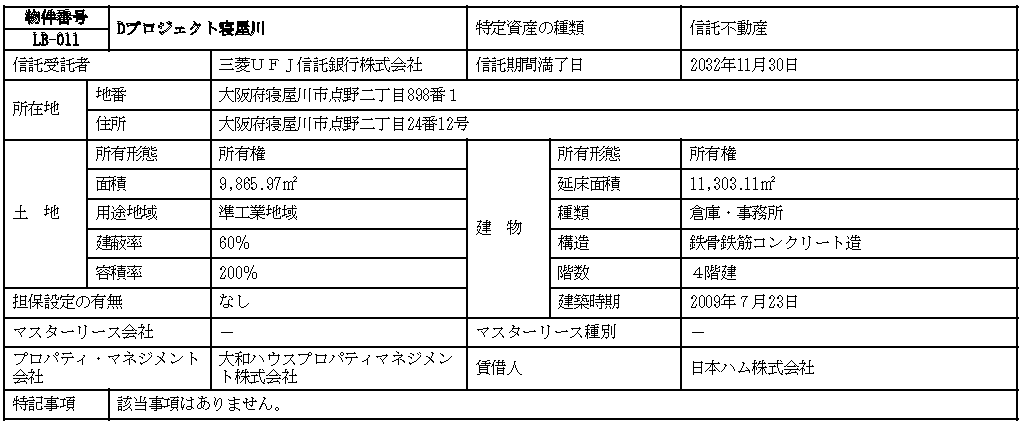 物件番号
LB-011
Dプロジェクト寝屋川
特定資産の種類
信託不動産
信託受託者
三菱ＵＦＪ信託銀行株式会社
信託期間満了日
2032年11月30日
所在地
地番
大阪府寝屋川市点野二丁目898番１
住所
大阪府寝屋川市点野二丁目24番12号
土　地
所有形態
所有権
建　物
所有形態
所有権
面積
9,865.97㎡
延床面積
11,303.11㎡
用途地域
準工業地域
種類
倉庫・事務所
建蔽率
60%
構造
鉄骨鉄筋コンクリート造
容積率
200%
階数
４階建
担保設定の有無
なし
建築時期
2009年７月23日
マスターリース会社
－
マスターリース種別
－
プロパティ・マネジメント
会社
大和ハウスプロパティマネジメン
ト株式会社
賃借人
日本ハム株式会社
特記事項
該当事項はありません。